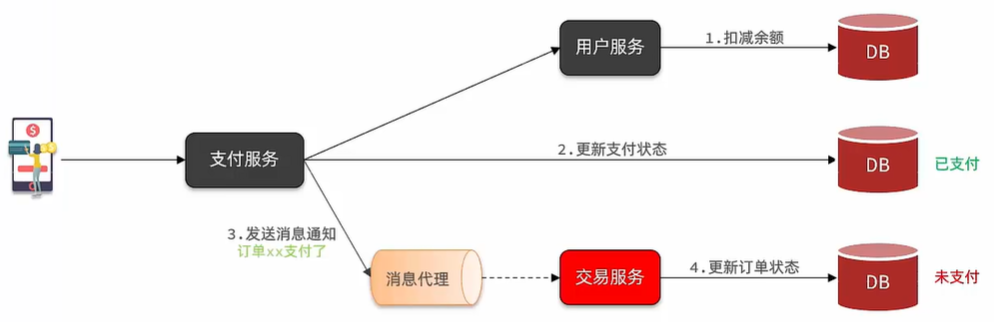 用户服务
1.扣减余额
DB
$
支付服务
2.更新支付状态
DB
已支付
3.发送消息通知
订单xx支付了
消息代理
交易服务
4.更新订单状态
DB
未支付